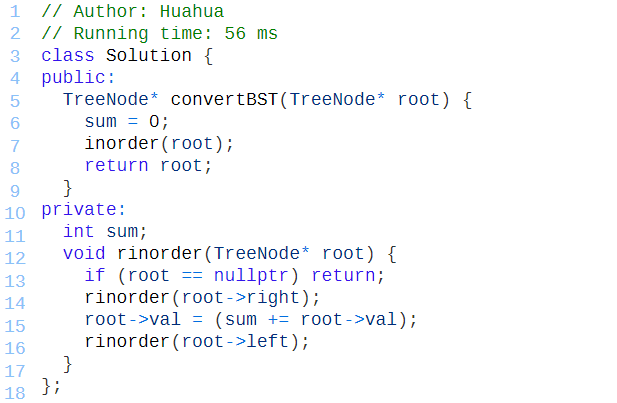 1 // Author: Huahua
2 // Running time: 56 ms
3 class Solution {
4 public:
5   TreeNode* convertBST(TreeNode* root) {
6     sum = 0;
7     inorder(root);
8     return root;
9   }
10 private:
11   int sum;
12   void rinorder(TreeNode* root) {
13     if (root == nullptr) return;
14     rinorder(root->right);
15     root->val = (sum += root->val);
16     rinorder(root->left);
17   }
18 };